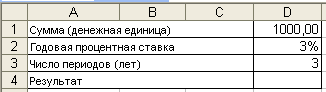 A B C D
1 Сумма (денежная единица) 1000,00
2 Годовая процентная ставка 3%
3 Число периодов (лет) 3
4 Результат